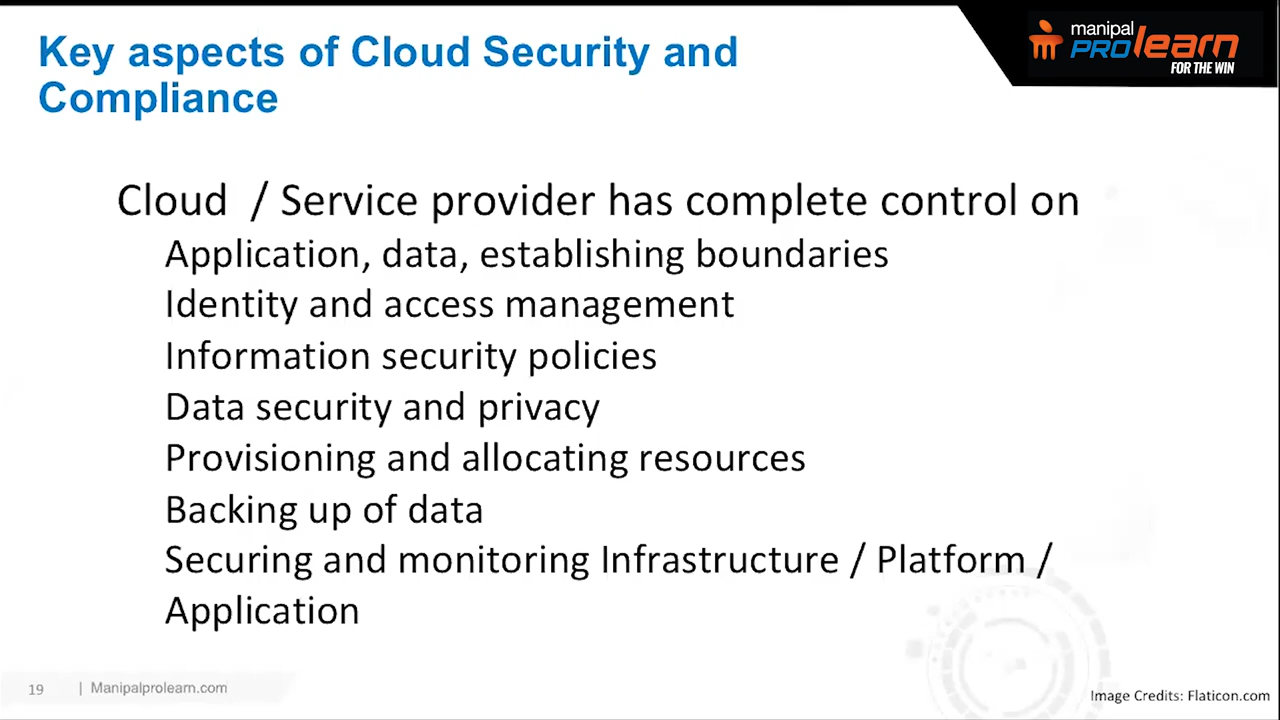 Key aspects of Cloud Security and
Compliance
manipal
PROlearn
FOR THE WIN
Cloud / Service provider has complete control on
Application, data, establishing boundaries
Identity and access management
Information security policies
Data security and privacy
Provisioning and allocating resources
Backing up of data
Securing and monitoring Infrastructure / Platform /
Application
19 | Manipalprolearn.com
Image Credits: Flaticon.com